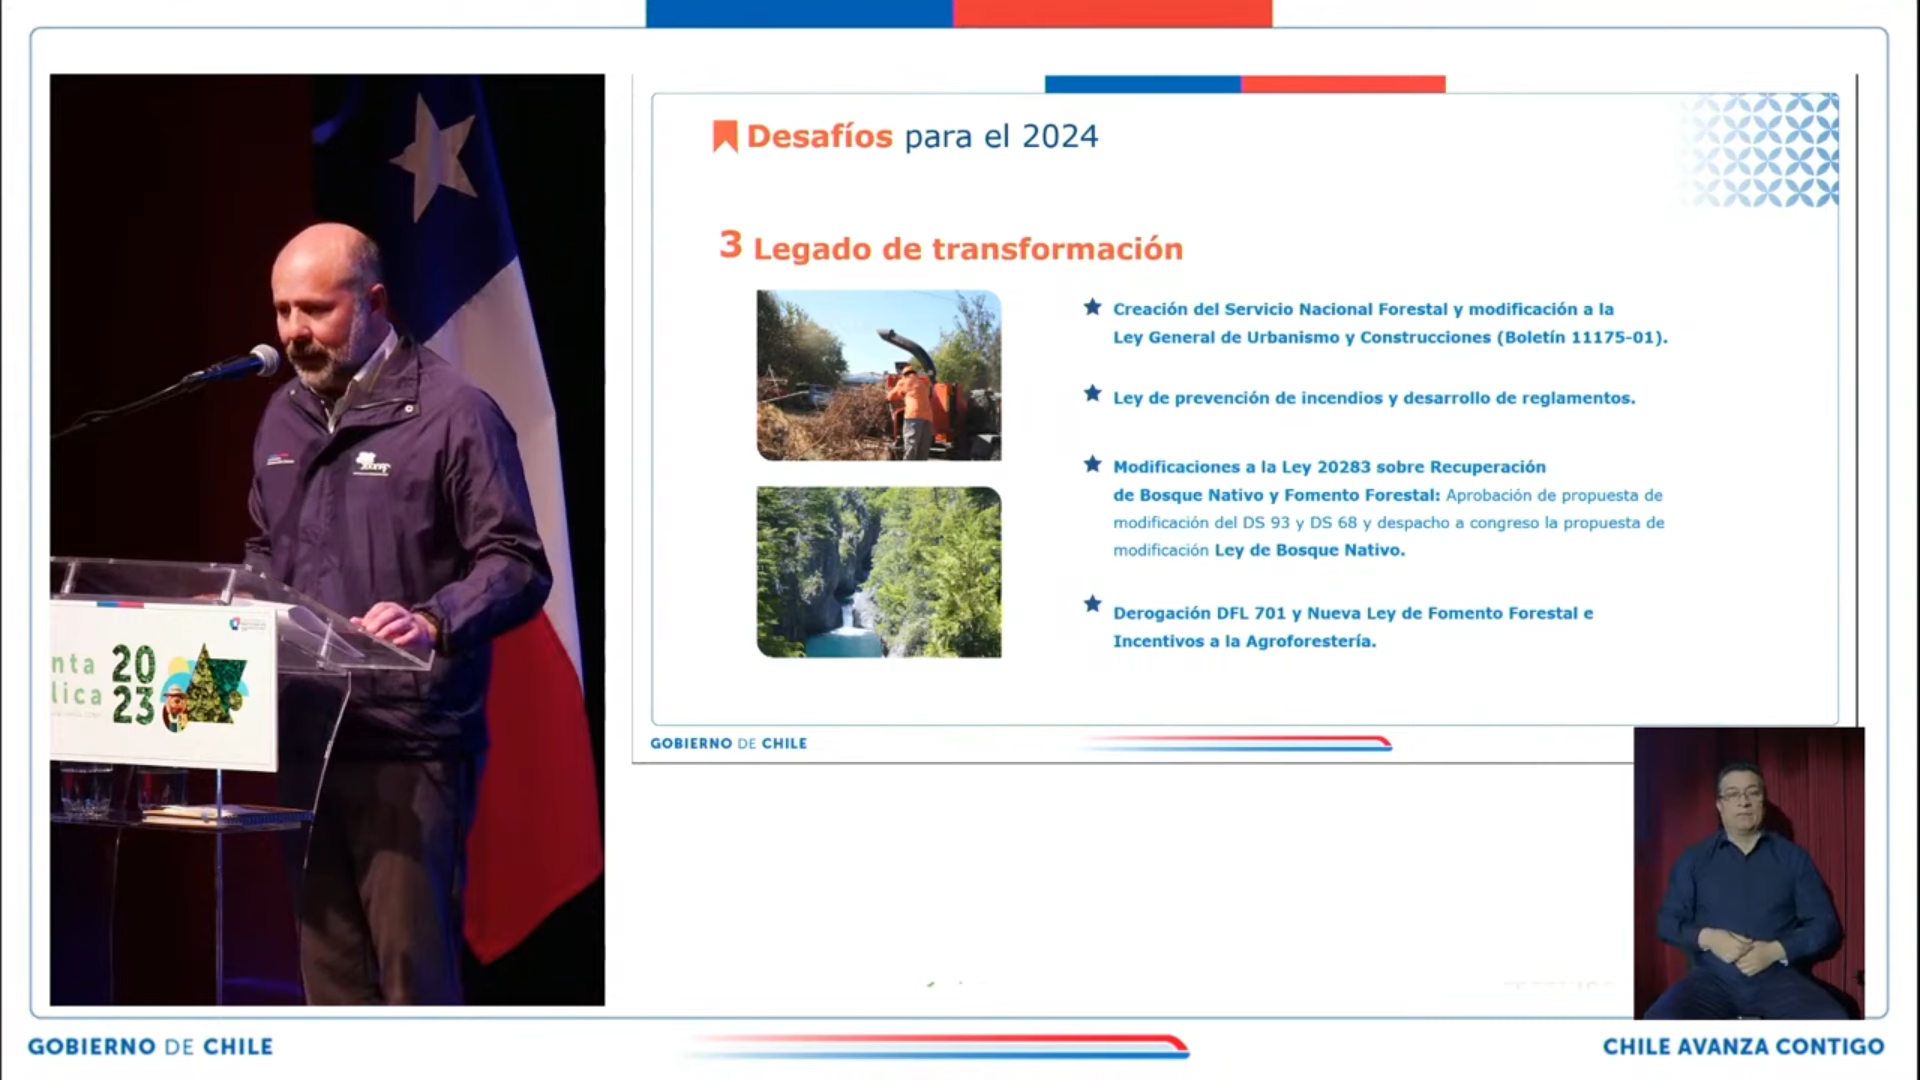 Desafíos para el 2024
3 Legado de transformación
Creación del Servicio Nacional Forestal y modificación a la
Ley General de Urbanismo y Construcciones (Boletín 11175-01).
Ley de prevención de incendios y desarrollo de reglamentos.
Modificaciones a la Ley 20283 sobre Recuperación
de Bosque Nativo y Fomento Forestal: Aprobación de propuesta de
modificación del DS 93 y DS 68 y despacho a congreso la propuesta de
modificación Ley de Bosque Nativo.
Derogación DFL 701 y Nueva Ley de Fomento Forestal e
Incentivos a la Agroforestería.
GOBIERNO DE CHILE
nta
lica
20
23
GOBIERNO DE CHILE
CHILE AVANZA CONTIGO